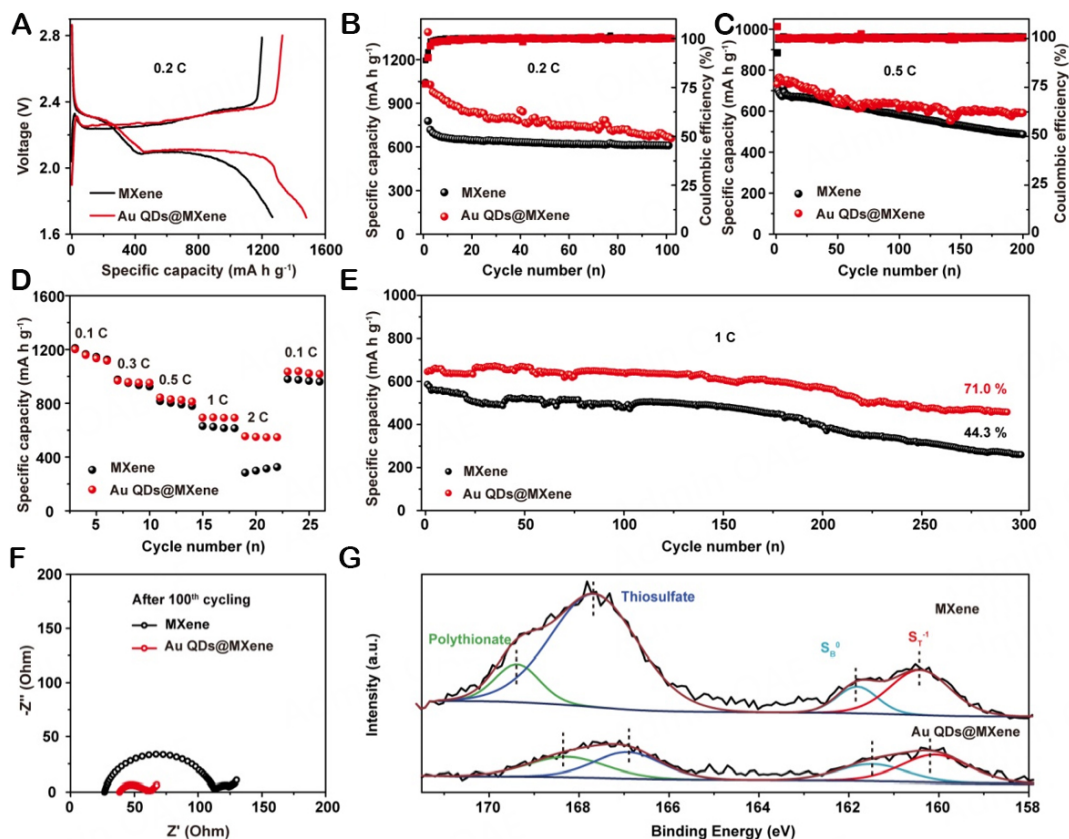 A
2.8
2.4
2.0
1.6
Voltage (V)
0.2 C
MXene
Au QDs@MXene
0 400 800 1200 1600
Specific capacity (mA h g⁻¹)
B
1200
900
600
300
0
Specific capacity (mA h g⁻¹)
0.2 C
MXene
Au QDs@MXene
100
75
50
25
0
Coulombic efficiency (%)
0 20 40 60 80 100
Cycle number (n)
C
1000
800
600
400
200
0
Specific capacity (mA h g⁻¹)
0.5 C
MXene
Au QDs@MXene
100
75
50
25
0
Coulombic efficiency (%)
0 50 100 150 200
Cycle number (n)
D
1600
1200
800
400
0
Specific capacity (mA h g⁻¹)
0.1 C
0.3 C
0.5 C
1 C
2 C
0.1 C
MXene
Au QDs@MXene
5 10 15 20 25
Cycle number (n)
E
1000
800
600
400
200
0
Specific capacity (mA h g⁻¹)
1 C
71.0 %
44.3 %
MXene
Au QDs@MXene
0 50 100 150 200 250 300
Cycle number (n)
F
200
150
100
50
0
-Z'' (Ohm)
After 100th cycling
MXene
Au QDs@MXene
0 50 100 150 200
Z' (Ohm)
G
Intensity (a.u.)
Polythionate
Thiosulfate
MXene
S_B⁰
S_T⁻¹
Au QDs@MXene
170 168 166 164 162 160 158
Binding Energy (eV)